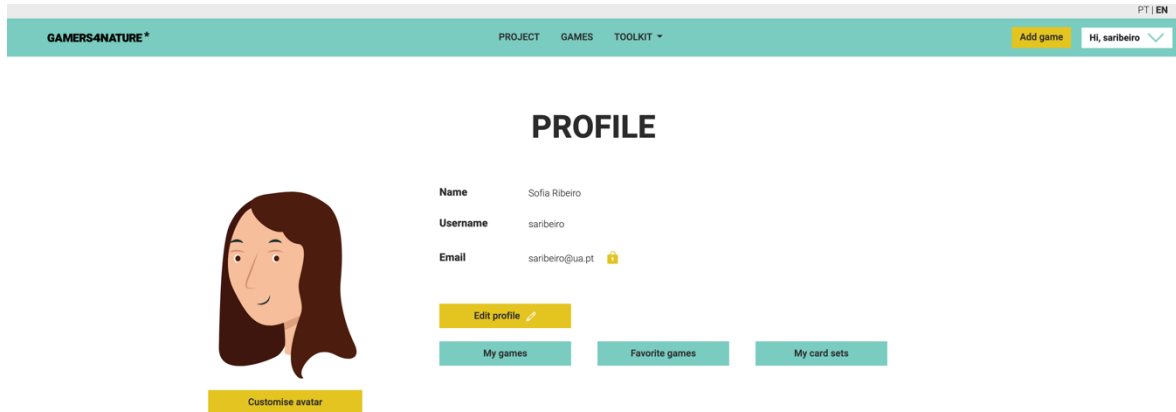 PT | EN
GAMERS4NATURE* PROJECT GAMES TOOLKIT Add game Hi, saribeiro
PROFILE
Name Sofia Ribeiro
Username saribeiro
Email saribeiro@ua.pt
Edit profile
My games Favorite games My card sets
Customise avatar